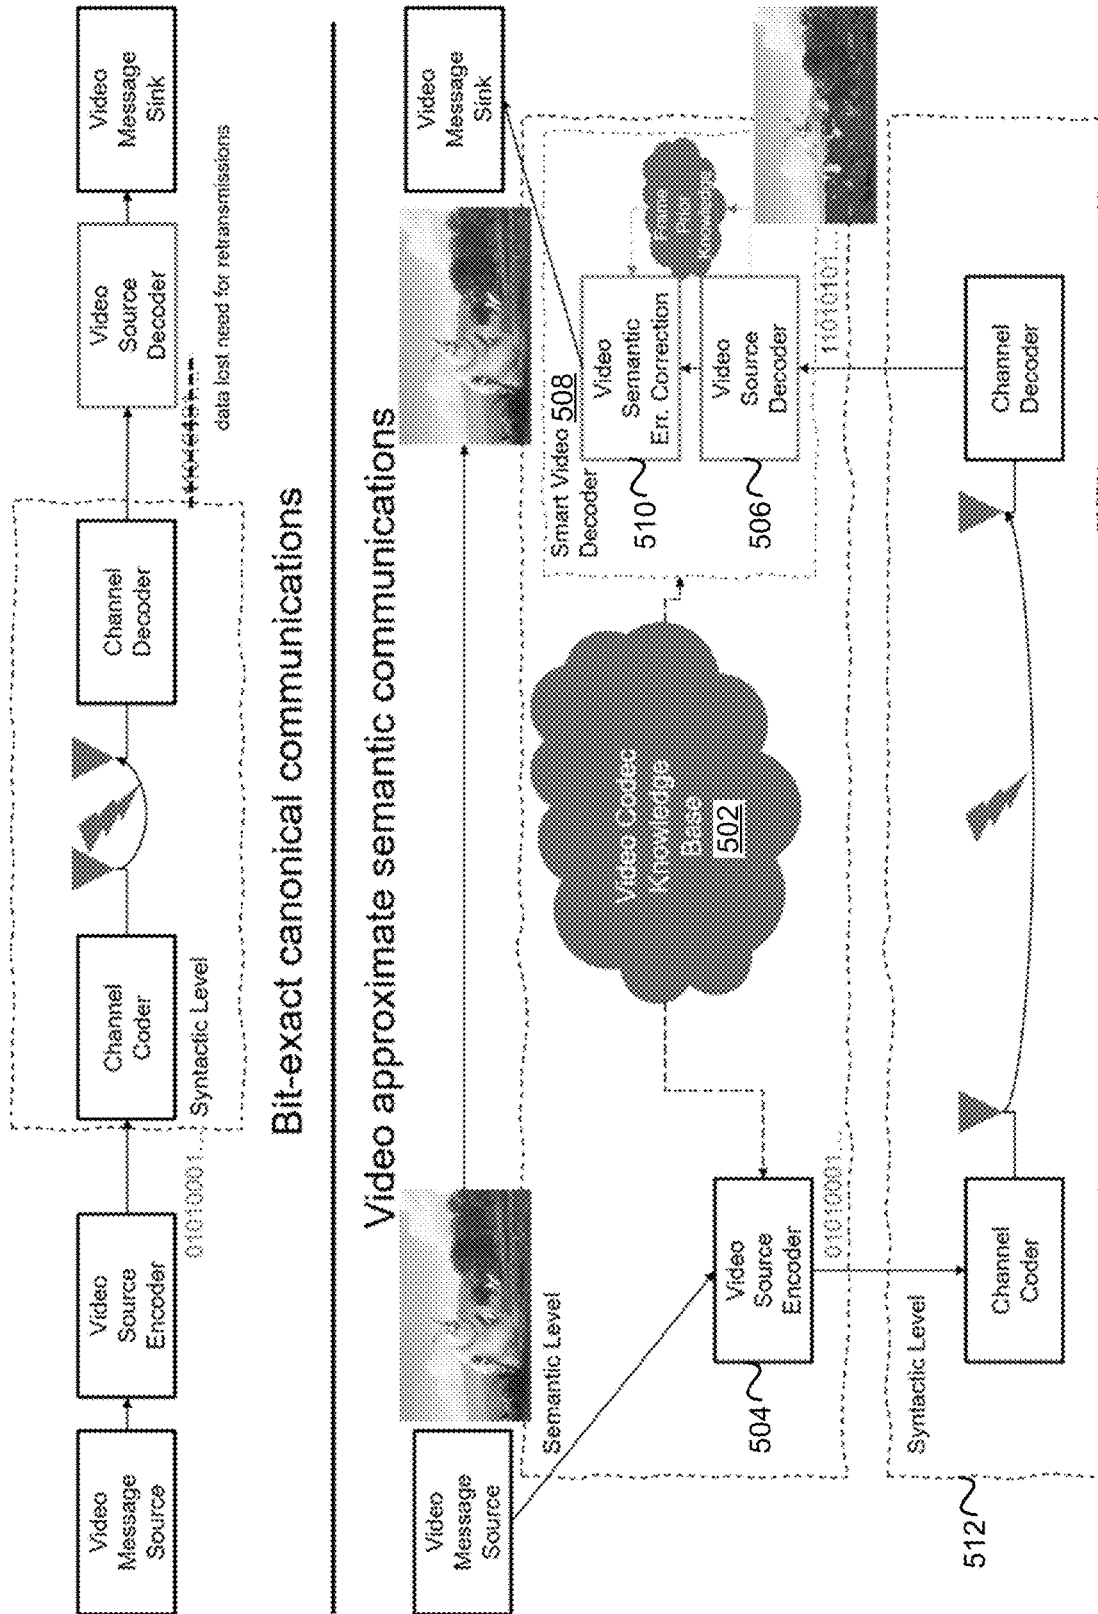 Video
Message
Source
Video
Source
Encoder
01010001...
Channel
Coder
Syntactic Level
Channel
Decoder
data lost need for retransmissions
Video
Source
Decoder
Video
Message
Sink
Bit-exact canonical communications
Video approximate semantic communications
Video
Message
Source
Video
Message
Sink
Semantic Level
Video
Source
Encoder
504
01010001...
Video Codec
Knowledge
Base
502
Smart Video 508
Decoder
Video
Semantic
Err. Correction
510
Video
Source
Decoder
506
11010101...
Syntactic Level
512
Channel
Coder
Channel
Decoder